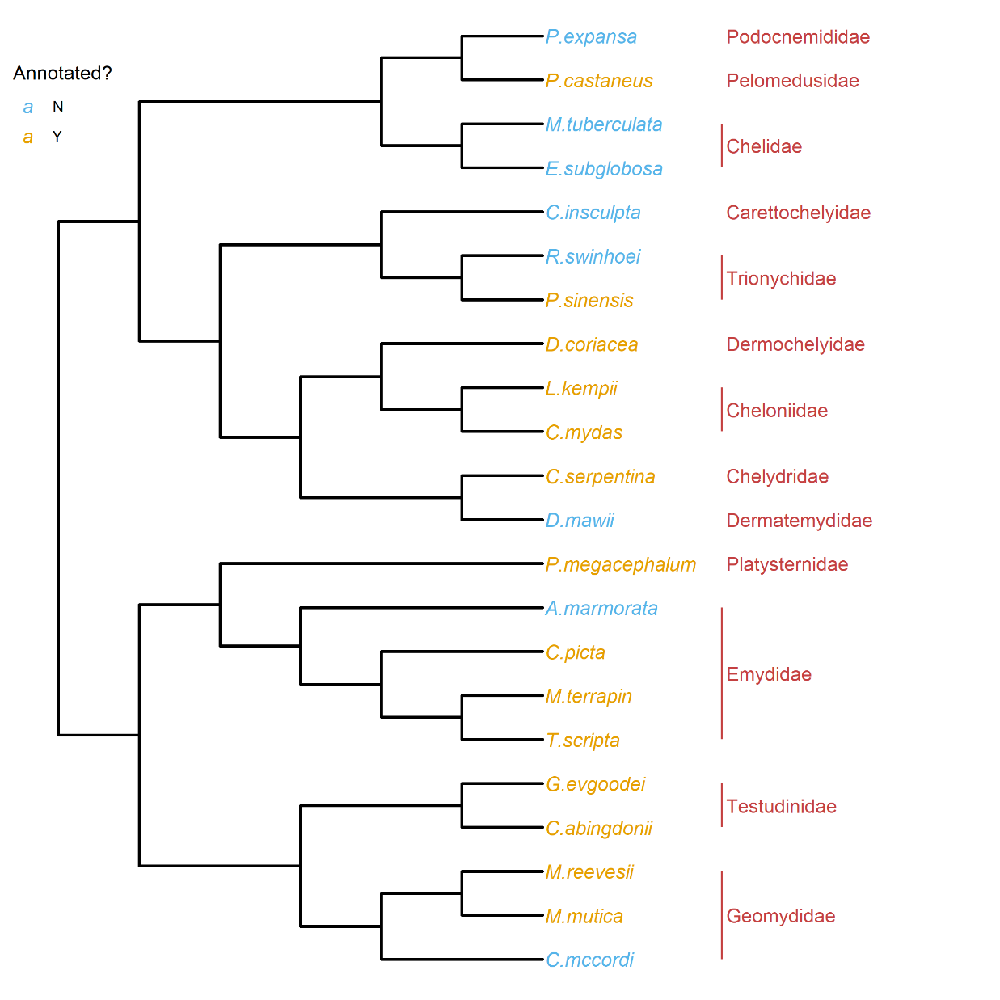 Annotated?
a N
a Y
P.expansa Podocnemididae
P.castaneus Pelomedusidae
M.tuberculata
Chelidae
E.subglobosa
C.insculpta Carettochelyidae
R.swinhoei
Trionychidae
P.sinensis
D.coriacea Dermochelyidae
L.kempii
Cheloniidae
C.mydas
C.serpentina Chelydridae
D.mawii Dermatemydidae
P.megacephalum Platysternidae
A.marmorata
C.picta
Emydidae
M.terrapin
T.scripta
G.evgoodei
Testudinidae
C.abingdonii
M.reevesii
M.mutica Geomydidae
C.mccordi